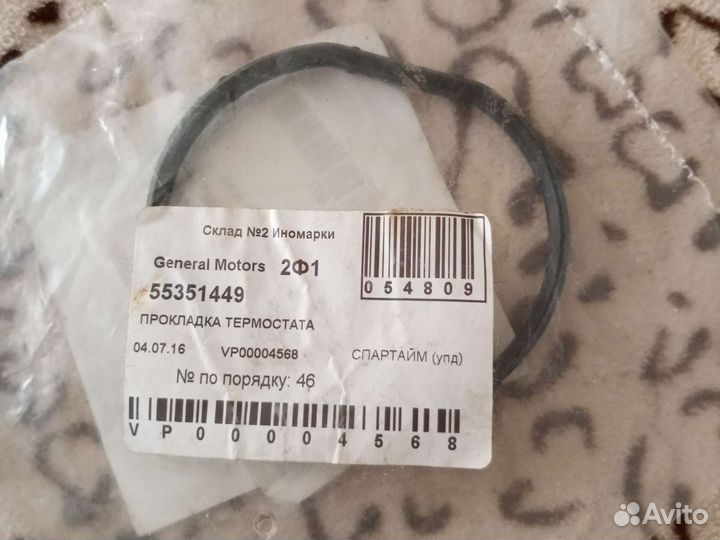 Склад №2 Иномарки
General Motors 2Ф1
054809
55351449
ПРОКЛАДКА ТЕРМОСТАТА
04.07.16 VP00004568 СПАРТАЙМ (упд)
№ по порядку: 46
VP00004568
Avito